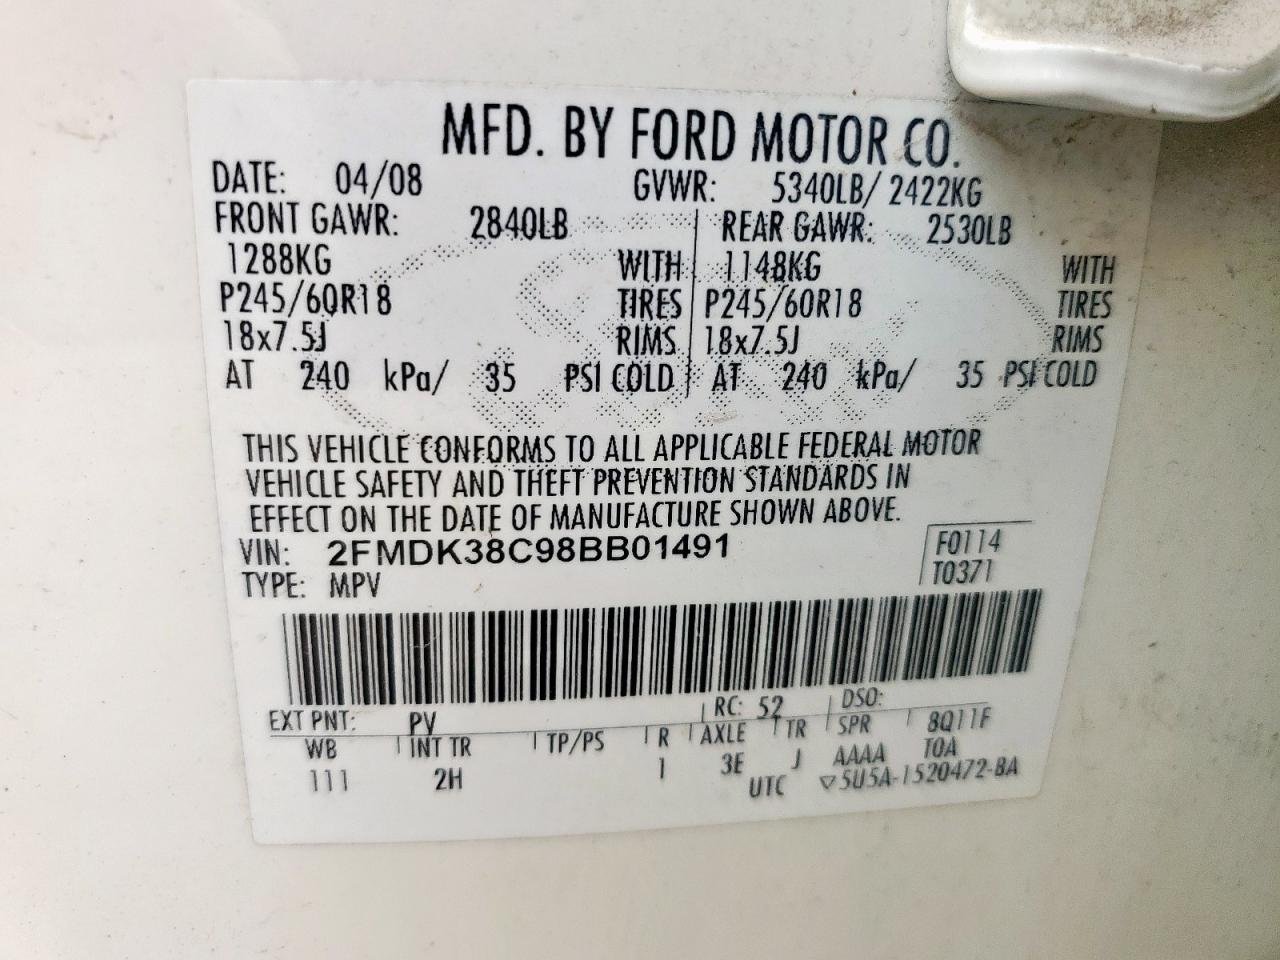 MFD. BY FORD MOTOR CO.
DATE: 04/08 GVWR: 5340LB/ 2422KG
FRONT GAWR: 2840LB REAR GAWR: 2530LB
1288KG WITH 1148KG WITH
P245/60R18 TIRES P245/60R18 TIRES
18x7.5J RIMS 18x7.5J RIMS
AT 240 kPa/ 35 PSI COLD AT 240 kPa/ 35 PSI COLD
THIS VEHICLE CONFORMS TO ALL APPLICABLE FEDERAL MOTOR
VEHICLE SAFETY AND THEFT PREVENTION STANDARDS IN
EFFECT ON THE DATE OF MANUFACTURE SHOWN ABOVE.
VIN: 2FMDK38C98BB01491 F0114
TYPE: MPV T0371
EXT PNT: PV RC: 52 DSO:
WB INT TR TP/PS R AXLE TR SPR 8Q11F
111 2H 1 3E J AAAA TOA
UTC ▽5U5A-1520472-BA